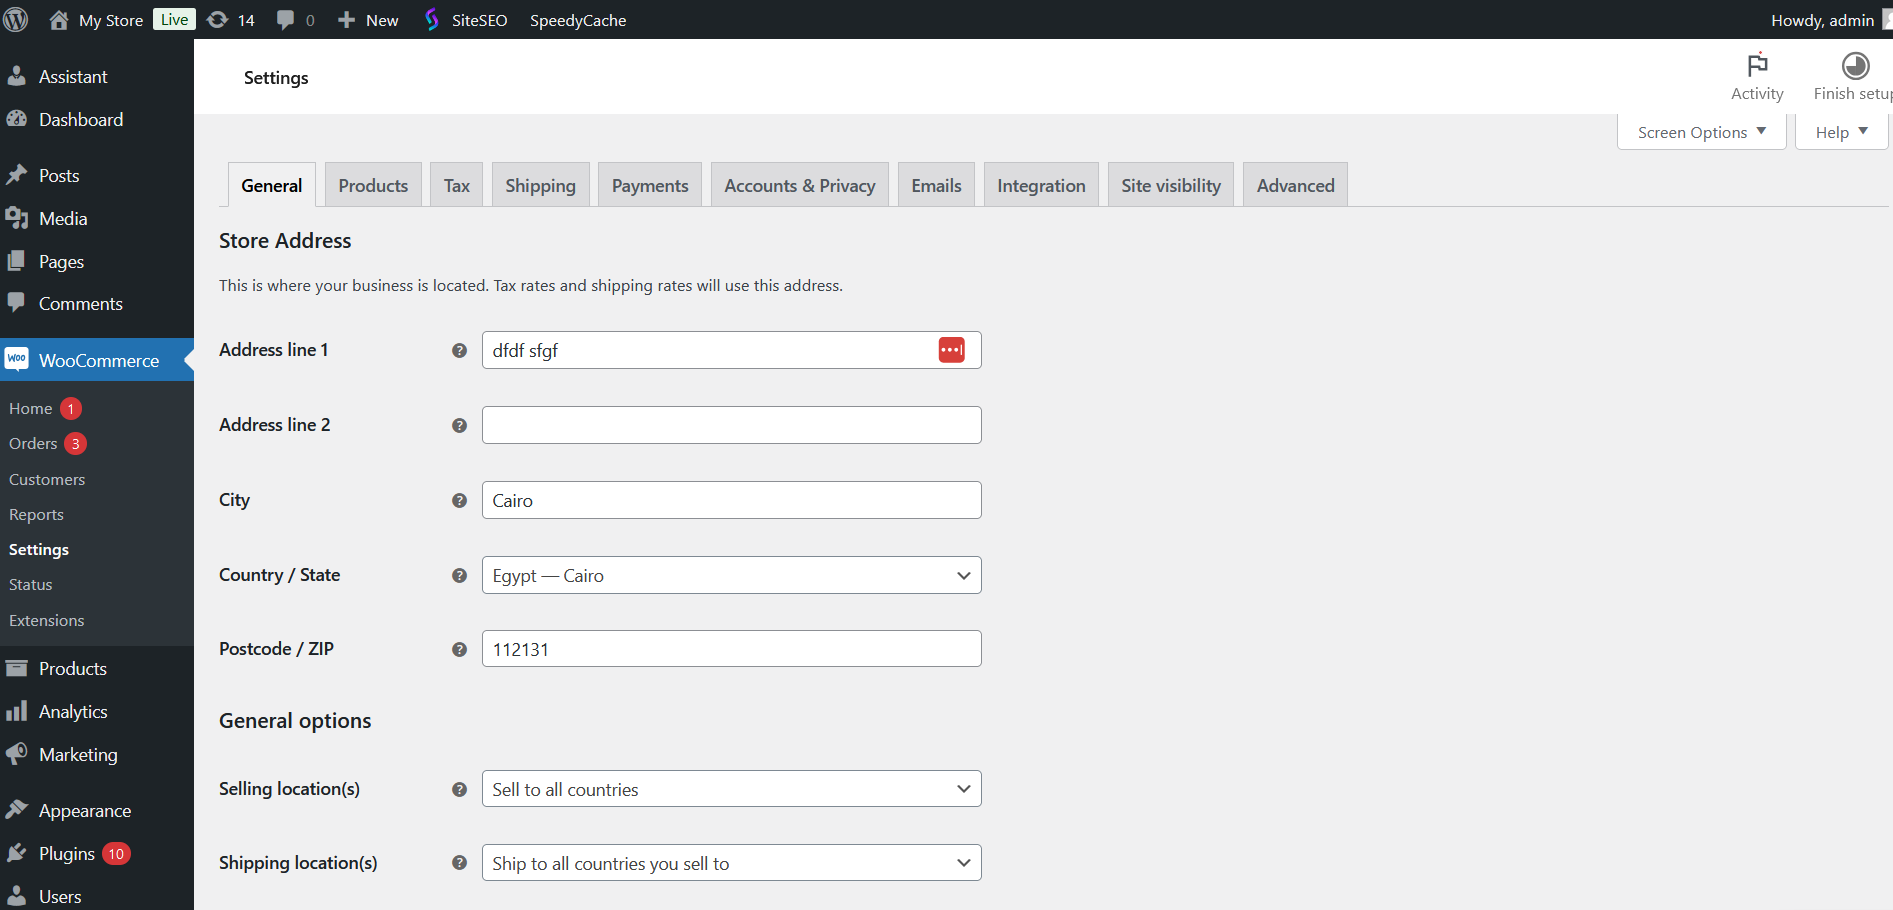 My Store Live 14 0 New SiteSEO SpeedyCache Howdy, admin
Assistant
Dashboard
Posts
Media
Pages
Comments
Woo WooCommerce
Home 1
Orders 3
Customers
Reports
Settings
Status
Extensions
Products
Analytics
Marketing
Appearance
Plugins 10
Users
Settings
Activity
Finish setup
Screen Options
Help
General Products Tax Shipping Payments Accounts & Privacy Emails Integration Site visibility Advanced
Store Address
This is where your business is located. Tax rates and shipping rates will use this address.
Address line 1 ? dfdf sfgf
Address line 2 ?
City ? Cairo
Country / State ? Egypt — Cairo
Postcode / ZIP ? 112131
General options
Selling location(s) ? Sell to all countries
Shipping location(s) ? Ship to all countries you sell to